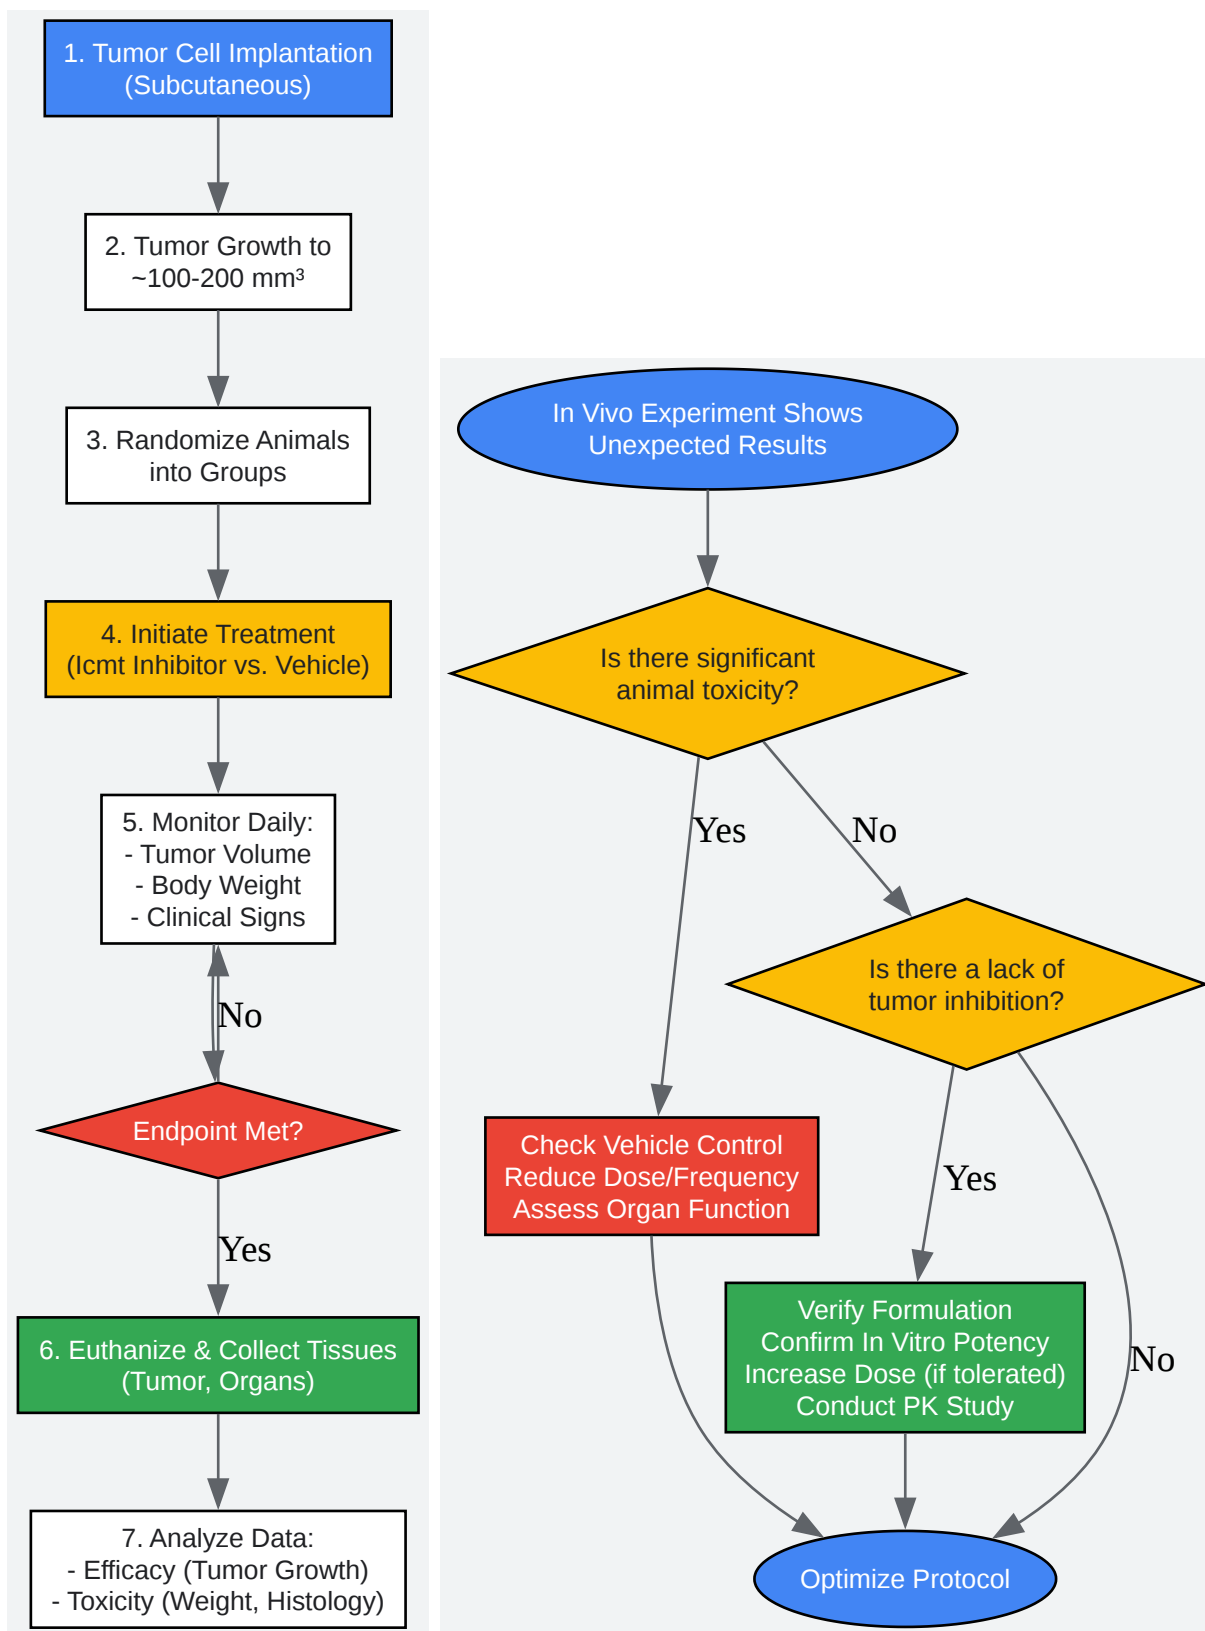 1. Tumor Cell Implantation
(Subcutaneous)
2. Tumor Growth to
~100-200 mm³
3. Randomize Animals
into Groups
4. Initiate Treatment
(Icmt Inhibitor vs. Vehicle)
5. Monitor Daily:
- Tumor Volume
- Body Weight
- Clinical Signs
No
Endpoint Met?
Yes
6. Euthanize & Collect Tissues
(Tumor, Organs)
7. Analyze Data:
- Efficacy (Tumor Growth)
- Toxicity (Weight, Histology)
In Vivo Experiment Shows
Unexpected Results
Is there significant
animal toxicity?
Yes
No
Is there a lack of
tumor inhibition?
Check Vehicle Control
Reduce Dose/Frequency
Assess Organ Function
Yes
Verify Formulation
Confirm In Vitro Potency
Increase Dose (if tolerated)
Conduct PK Study
No
Optimize Protocol